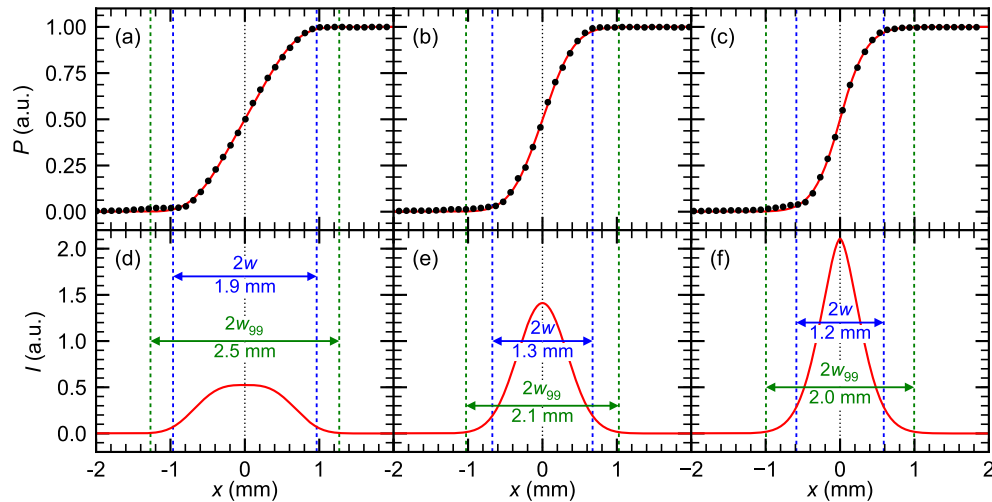 (a) (b) (c)
P (a.u.)
1.00
0.75
0.50
0.25
0.00
(d) (e) (f)
I (a.u.)
2.0
1.5
1.0
0.5
0.0
2w
1.9 mm
2w99
2.5 mm
2w
1.3 mm
2w99
2.1 mm
2w
1.2 mm
2w99
2.0 mm
-2 -1 0 1 −2 −1 0 1 −2 −1 0 1 2
x (mm) x (mm) x (mm)